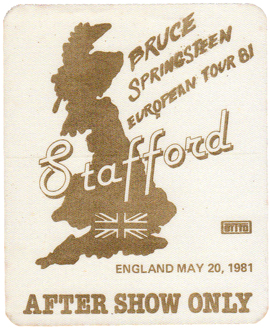 BRUCE
SPRINGSTEEN
EUROPEAN TOUR 81
Stafford
OTTO
ENGLAND MAY 20, 1981
AFTER SHOW ONLY